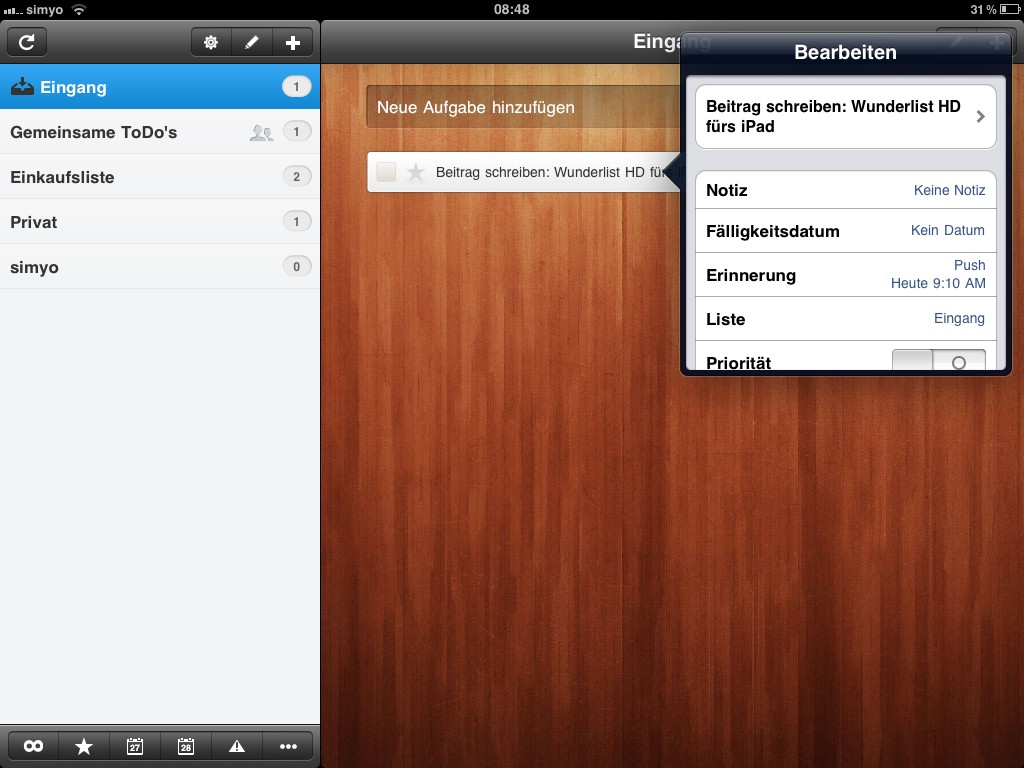 simyo
08:48
31 %
Eingang
1
Gemeinsame ToDo's
1
Einkaufsliste
2
Privat
1
simyo
0
27
28
Eingang
Neue Aufgabe hinzufügen
Beitrag schreiben: Wunderlist HD fürs
Bearbeiten
Beitrag schreiben: Wunderlist HD
fürs iPad
Notiz
Keine Notiz
Fälligkeitsdatum
Kein Datum
Erinnerung
Push
Heute 9:10 AM
Liste
Eingang
Priorität